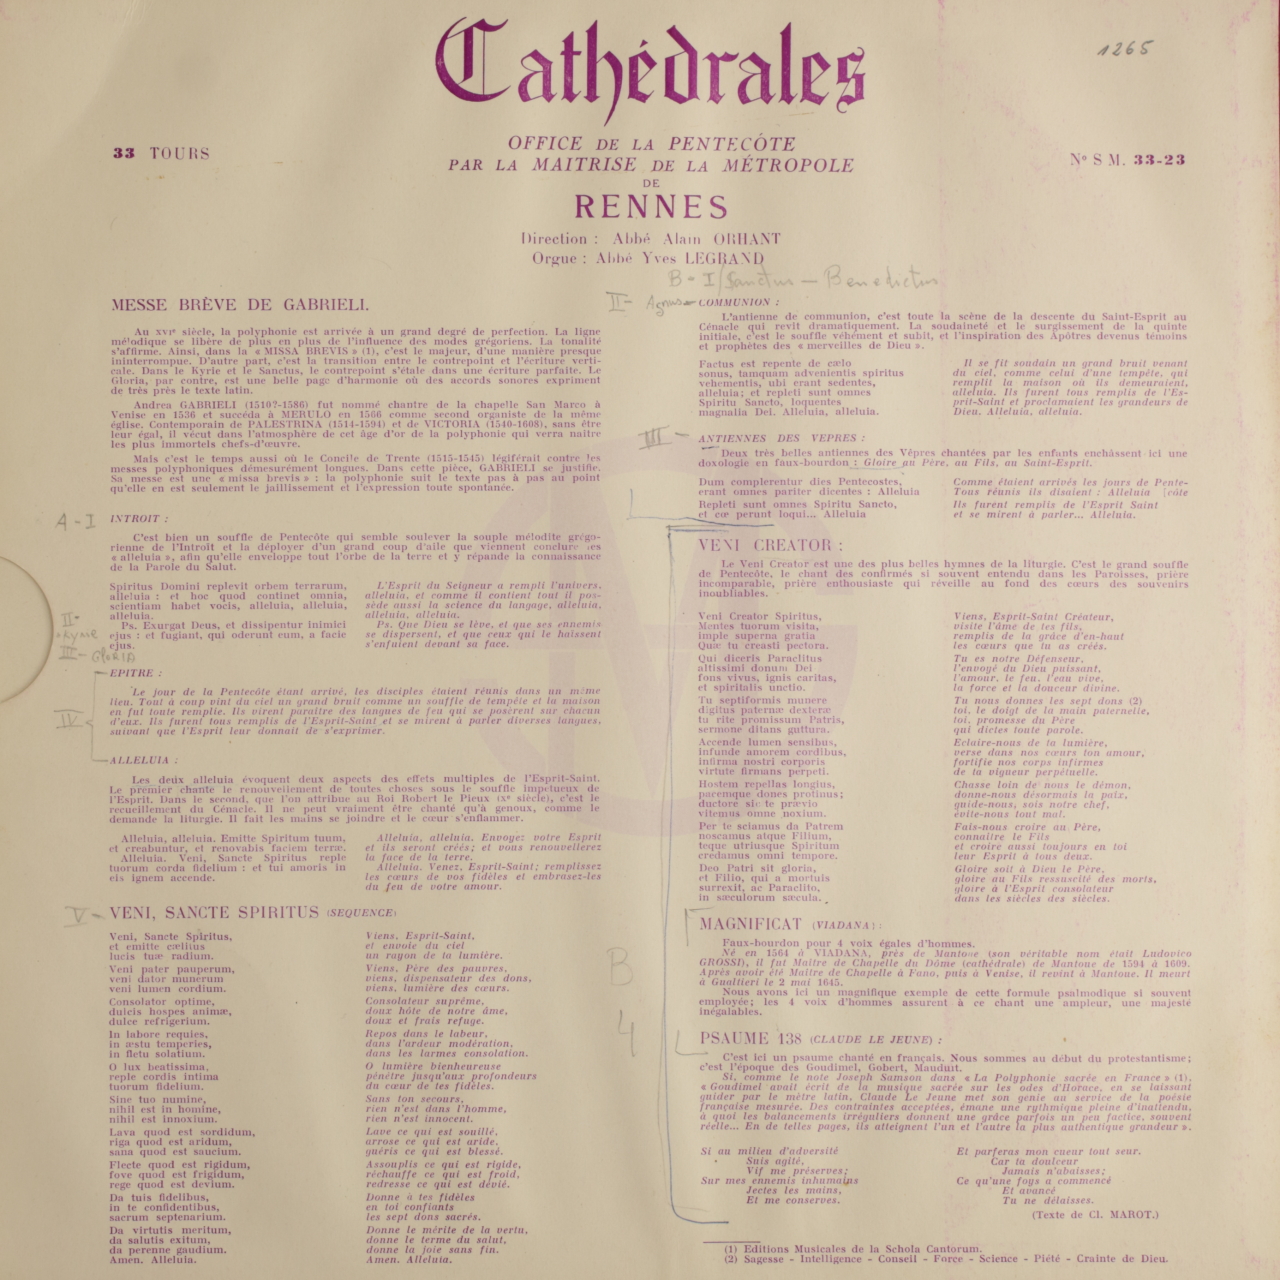 Cathédrales
1265
33 TOURS
OFFICE DE LA PENTECÔTE
PAR LA MAITRISE DE LA MÉTROPOLE
DE
RENNES
N° S M. 33-23
Direction : Abbé Alain ORHANT
Orgue : Abbé Yves LEGRAND
B - I/ Sanctus — Benedictus
MESSE BRÈVE DE GABRIELI.
Au XVIe siècle, la polyphonie est arrivée à un grand degré de perfection. La ligne
mélodique se libère de plus en plus de l'influence des modes grégoriens. La tonalité
s'affirme. Ainsi, dans la « MISSA BREVIS » (1), c'est le majeur, d'une manière presque
ininterrompue. D'autre part, c'est la transition entre le contrepoint et l'écriture verti-
cale. Dans le Kyrie et le Sanctus, le contrepoint s'étale dans une écriture parfaite. Le
Gloria, par contre, est une belle page d'harmonie où des accords sonores expriment
de très près le texte latin.
Andrea GABRIELI (1510?-1586) fut nommé chantre de la chapelle San Marco à
Venise en 1536 et succéda à MERULO en 1566 comme second organiste de la même
église. Contemporain de PALESTRINA (1514-1594) et de VICTORIA (1540-1608), sans être
leur égal, il vécut dans l'atmosphère de cet âge d'or de la polyphonie qui verra naître
les plus immortels chefs-d'œuvre.
Mais c'est le temps aussi où le Concile de Trente (1515-1545) légiférait contre les
messes polyphoniques démesurément longues. Dans cette pièce, GABRIELI se justifie.
Sa messe est une « missa brevis » : la polyphonie suit le texte pas à pas au point
qu'elle en est seulement le jaillissement et l'expression toute spontanée.
A - I
INTROIT :
C'est bien un souffle de Pentecôte qui semble soulever la souple mélodie grégo-
rienne de l'Introit et la déployer d'un grand coup d'aile que viennent conclure les
« alleluia », afin qu'elle enveloppe tout l'orbe de la terre et y répande la connaissance
de la Parole du Salut.
Spiritus Domini replevit orbem terrarum,
alleluia : et hoc quod continet omnia,
scientiam habet vocis, alleluia, alleluia,
alleluia.
Ps. Exurgat Deus, et dissipentur inimici
ejus : et fugiant, qui oderunt eum, a facie
ejus.
L'Esprit du Seigneur a rempli l'univers,
alleluia, et comme il contient tout il pos-
sède aussi la science du langage, alleluia,
alleluia, alleluia.
Ps. Que Dieu se lève, et que ses ennemis
se dispersent, et que ceux qui le haïssent
s'enfuient devant sa face.
II-
Kyrie
III - GLORIA
EPITRE :
Le jour de la Pentecôte étant arrivé, les disciples étaient réunis dans un même
lieu. Tout à coup vint du ciel un grand bruit comme un souffle de tempête et la maison
en fut toute remplie. Ils virent paraître des langues de feu qui se posèrent sur chacun
d'eux. Ils furent tous remplis de l'Esprit-Saint et se mirent à parler diverses langues,
suivant que l'Esprit leur donnait de s'exprimer.
IV
ALLELUIA :
Les deux alleluia évoquent deux aspects des effets multiples de l'Esprit-Saint.
Le premier chante le renouvellement de toutes choses sous le souffle impétueux de
l'Esprit. Dans le second, que l'on attribue au Roi Robert le Pieux (Xe siècle), c'est le
recueillement du Cénacle. Il ne peut vraiment être chanté qu'à genoux, comme le
demande la liturgie. Il fait les mains se joindre et le cœur s'enflammer.
Alleluia, alleluia. Emitte Spiritum tuum,
et creabuntur, et renovabis faciem terræ.
Alleluia. Veni, Sancte Spiritus reple
tuorum corda fidelium : et tui amoris in
eis ignem accende.
Alleluia, alleluia. Envoyez votre Esprit
et ils seront créés; et vous renouvellerez
la face de la terre.
Alleluia. Venez, Esprit-Saint; remplissez
les cœurs de vos fidèles et embrasez-les
du feu de votre amour.
V -
VENI, SANCTE SPIRITUS (SEQUENCE)
Veni, Sancte Spiritus,
et emitte cælitus
lucis tuæ radium.
Veni pater pauperum,
veni dator munerum
veni lumen cordium.
Consolator optime,
dulcis hospes animæ,
dulce refrigerium.
In labore requies,
in æstu temperies,
in fletu solatium.
O lux beatissima,
reple cordis intima
tuorum fidelium.
Sine tuo numine,
nihil est in homine,
nihil est innoxium.
Lava quod est sordidum,
riga quod est aridum,
sana quod est saucium.
Flecte quod est rigidum,
fove quod est frigidum,
rege quod est devium.
Da tuis fidelibus,
in te confidentibus,
sacrum septenarium.
Da virtutis meritum,
da salutis exitum,
da perenne gaudium.
Amen. Alleluia.
Viens, Esprit-Saint,
et envoie du ciel
un rayon de ta lumière.
Viens, Père des pauvres,
viens, dispensateur des dons,
viens, lumière des cœurs.
Consolateur suprême,
doux hôte de notre âme,
doux et frais refuge.
Repos dans le labeur,
dans l'ardeur modération,
dans les larmes consolation.
O lumière bienheureuse
pénètre jusqu'aux profondeurs
du cœur de tes fidèles.
Sans ton secours,
rien n'est dans l'homme,
rien n'est innocent.
Lave ce qui est souillé,
arrose ce qui est aride,
guéris ce qui est blessé.
Assouplis ce qui est rigide,
réchauffe ce qui est froid,
redresse ce qui est dévié.
Donne à tes fidèles
en toi confiants
les sept dons sacrés.
Donne le mérite de la vertu,
donne le terme du salut,
donne la joie sans fin.
Amen. Alleluia.
II - Agnus
COMMUNION :
L'antienne de communion, c'est toute la scène de la descente du Saint-Esprit au
Cénacle qui revit dramatiquement. La soudaineté et le surgissement de la quinte
initiale, c'est le souffle véhément et subit, et l'inspiration des Apôtres devenus témoins
et prophètes des « merveilles de Dieu ».
Factus est repente de cælo
sonus, tamquam advenientis spiritus
vehementis, ubi erant sedentes,
alleluia; et repleti sunt omnes
Spiritu Sancto, loquentes
magnalia Dei. Alleluia, alleluia.
Il se fit soudain un grand bruit venant
du ciel, comme celui d'une tempête, qui
remplit la maison où ils demeuraient,
alleluia. Ils furent tous remplis de l'Es-
prit-Saint et proclamaient les grandeurs de
Dieu. Alleluia, alleluia.
III -
ANTIENNES DES VEPRES :
Deux très belles antiennes des Vêpres chantées par les enfants enchâssent ici une
doxologie en faux-bourdon : Gloire au Père, au Fils, au Saint-Esprit.
Dum complerentur dies Pentecostes,
erant omnes pariter dicentes : Alleluia
Repleti sunt omnes Spiritu Sancto,
et cœ perunt loqui... Alleluia
Comme étaient arrivés les jours de Pente-
Tous réunis ils disaient : Alleluia [côte
Ils furent remplis de l'Esprit Saint
et se mirent à parler... Alleluia.
VENI CREATOR :
Le Veni Creator est une des plus belles hymnes de la liturgie. C'est le grand souffle
de Pentecôte, le chant des confirmés si souvent entendu dans les Paroisses, prière
incomparable, prière enthousiaste qui réveille au fond des cœurs des souvenirs
inoubliables.
Veni Creator Spiritus,
Mentes tuorum visita,
imple superna gratia
Quæ tu creasti pectora.
Qui diceris Paraclitus
altissimi donum Dei
fons vivus, ignis caritas,
et spiritalis unctio.
Tu septiformis munere
digitus paternæ dexteræ
tu rite promissum Patris,
sermone ditans guttura.
Accende lumen sensibus,
infunde amorem cordibus,
infirma nostri corporis
virtute firmans perpeti.
Hostem repellas longius,
pacemque dones protinus;
ductore sic te prævio
vitemus omne noxium.
Per te sciamus da Patrem
noscamus atque Filium,
teque utriusque Spiritum
credamus omni tempore.
Deo Patri sit gloria,
et Filio, qui a mortuis
surrexit, ac Paraclito,
in sæculorum sæcula.
Viens, Esprit-Saint Créateur,
visite l'âme de tes fils,
remplis de la grâce d'en-haut
les cœurs que tu as créés.
Tu es notre Défenseur,
l'envoyé du Dieu puissant,
l'amour, le feu, l'eau vive,
la force et la douceur divine.
Tu nous donnes les sept dons (2)
toi, le doigt de la main paternelle,
toi, promesse du Père
qui dictes toute parole.
Eclaire-nous de ta lumière,
verse dans nos cœurs ton amour,
fortifie nos corps infirmes
de ta vigueur perpétuelle.
Chasse loin de nous le démon,
donne-nous désormais la paix,
guide-nous, sois notre chef,
évite-nous tout mal.
Fais-nous croire au Père,
connaître le Fils
et croire aussi toujours en toi
leur Esprit à tous deux.
Gloire soit à Dieu le Père,
gloire au Fils ressuscité des morts,
gloire à l'Esprit consolateur
dans les siècles des siècles.
B
4
MAGNIFICAT (VIADANA) :
Faux-bourdon pour 4 voix égales d'hommes.
Né en 1564 à VIADANA, près de Mantoue (son véritable nom était Ludovico
GROSSI), il fut Maître de Chapelle du Dôme (cathédrale) de Mantoue de 1594 à 1609.
Après avoir été Maître de Chapelle à Fano, puis à Venise, il revint à Mantoue. Il meurt
à Gualtieri le 2 mai 1645.
Nous avons ici un magnifique exemple de cette formule psalmodique si souvent
employée; les 4 voix d'hommes assurent à ce chant une ampleur, une majesté
inégalables.
PSAUME 138 (CLAUDE LE JEUNE) :
C'est ici un psaume chanté en français. Nous sommes au début du protestantisme;
c'est l'époque des Goudimel, Gobert, Mauduit.
Si, comme le note Joseph Samson dans « La Polyphonie sacrée en France » (1),
« Goudimel avait écrit de la musique sacrée sur les odes d'Horace, en se laissant
guider par le mètre latin, Claude Le Jeune met son génie au service de la poésie
française mesurée. Des contraintes acceptées, émane une rythmique pleine d'inattendu,
à quoi les balancements irréguliers donnent une grâce parfois un peu factice, souvent
réelle... En de telles pages, ils atteignent l'un et l'autre la plus authentique grandeur ».
Si au milieu d'adversité
Suis agité,
Vif me préserves;
Sur mes ennemis inhumains
Jectes les mains,
Et me conserves.
Et parferas mon cueur tout seur.
Car ta douleceur
Jamais n'abaisses;
Ce qu'une foys a commencé
Et avancé
Tu ne délaisses.
(Texte de Cl. MAROT.)
(1) Editions Musicales de la Schola Cantorum.
(2) Sagesse - Intelligence - Conseil - Force - Science - Piété - Crainte de Dieu.